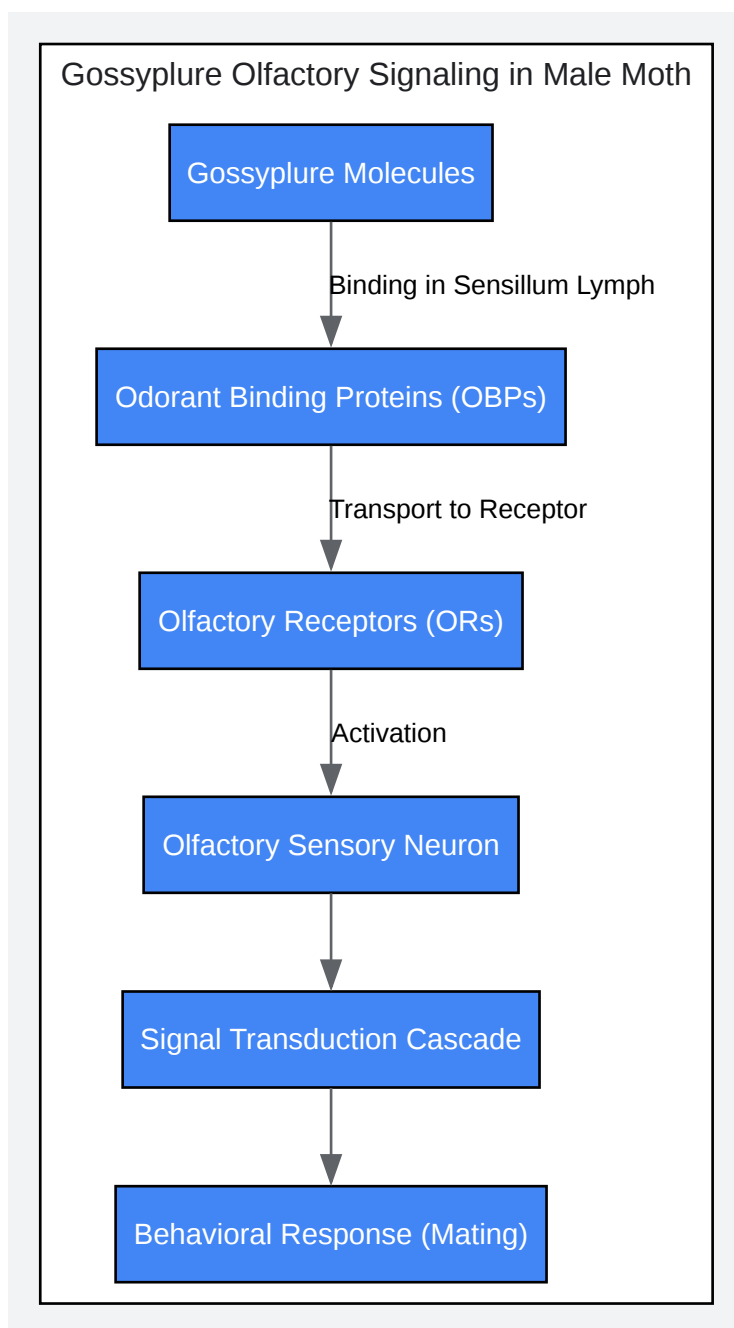 Gossyplure Olfactory Signaling in Male Moth
Gossyplure Molecules
Binding in Sensillum Lymph
Odorant Binding Proteins (OBPs)
Transport to Receptor
Olfactory Receptors (ORs)
Activation
Olfactory Sensory Neuron
Signal Transduction Cascade
Behavioral Response (Mating)